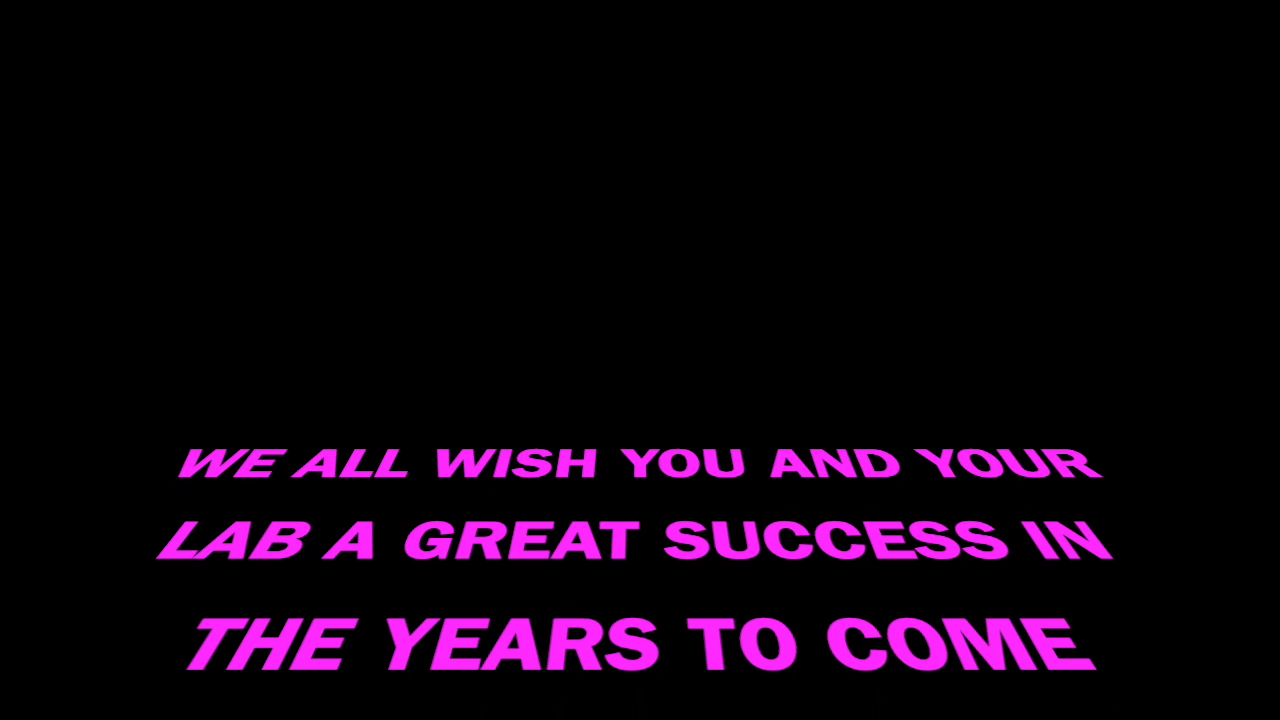 WE ALL WISH YOU AND YOUR
LAB A GREAT SUCCESS IN
THE YEARS TO COME